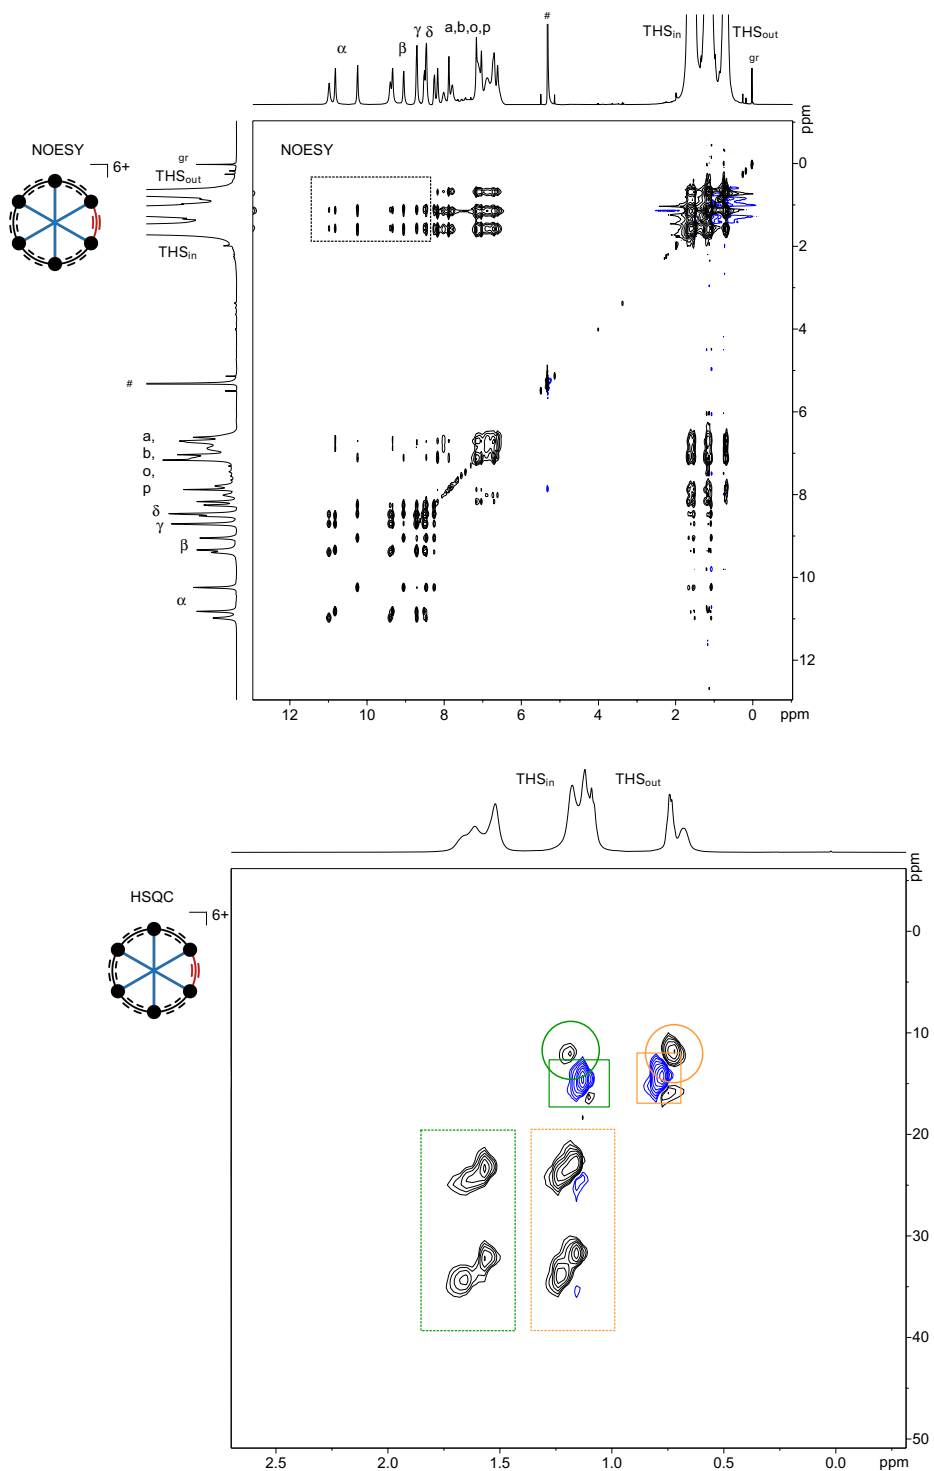 #
α
β
γ δ
a,b,o,p
THSin
THSout
gr
ppm
NOESY
6+
NOESY
gr
THSout
THSin
#
a,
b,
o,
p
δ
γ
β
α
0
2
4
6
8
10
12
12 10 8 6 4 2 0 ppm
THSin THSout
ppm
HSQC
6+
0
10
20
30
40
50
2.5 2.0 1.5 1.0 0.5 0.0 ppm